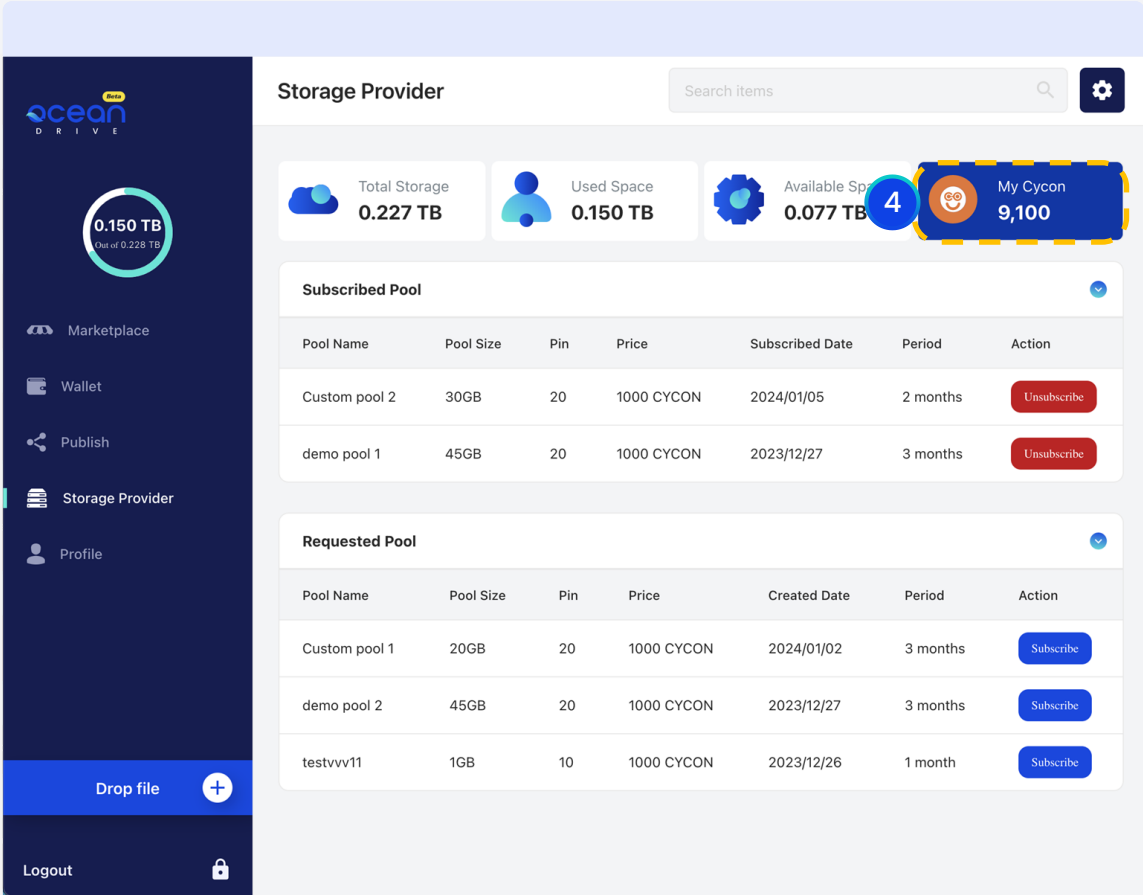 Beta
ocean
DRIVE
0.150 TB
Out of 0.228 TB
Marketplace
Wallet
Publish
Storage Provider
Profile
Drop file
Logout
Storage Provider
Search items
Total Storage
0.227 TB
Used Space
0.150 TB
Available Spa
0.077 TB
4
My Cycon
9,100
Subscribed Pool
Pool Name Pool Size Pin Price Subscribed Date Period Action
Custom pool 2 30GB 20 1000 CYCON 2024/01/05 2 months Unsubscribe
demo pool 1 45GB 20 1000 CYCON 2023/12/27 3 months Unsubscribe
Requested Pool
Pool Name Pool Size Pin Price Created Date Period Action
Custom pool 1 20GB 20 1000 CYCON 2024/01/02 3 months Subscribe
demo pool 2 45GB 20 1000 CYCON 2023/12/27 3 months Subscribe
testvvv11 1GB 10 1000 CYCON 2023/12/26 1 month Subscribe